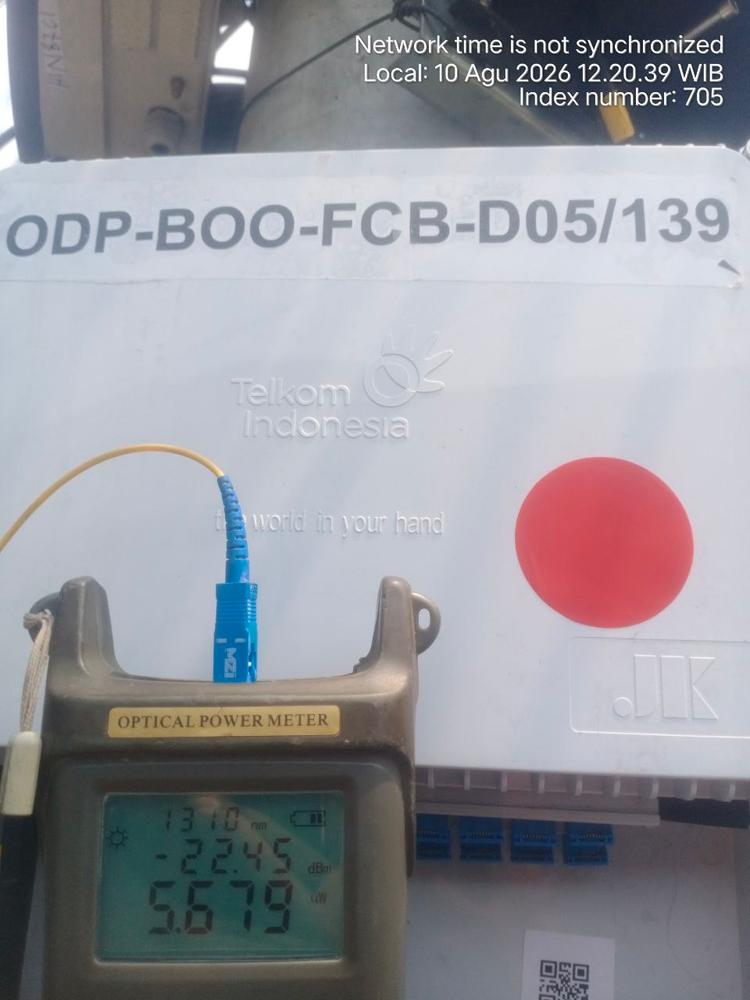 Network time is not synchronized
Local: 10 Agu 2026 12.20.39 WIB
Index number: 705
ODP-BOO-FCB-D05/139
Telkom
Indonesia
the world in your hand
MZI
OPTICAL POWER METER
1310 nm
-22.45 dBm
5.679 uW